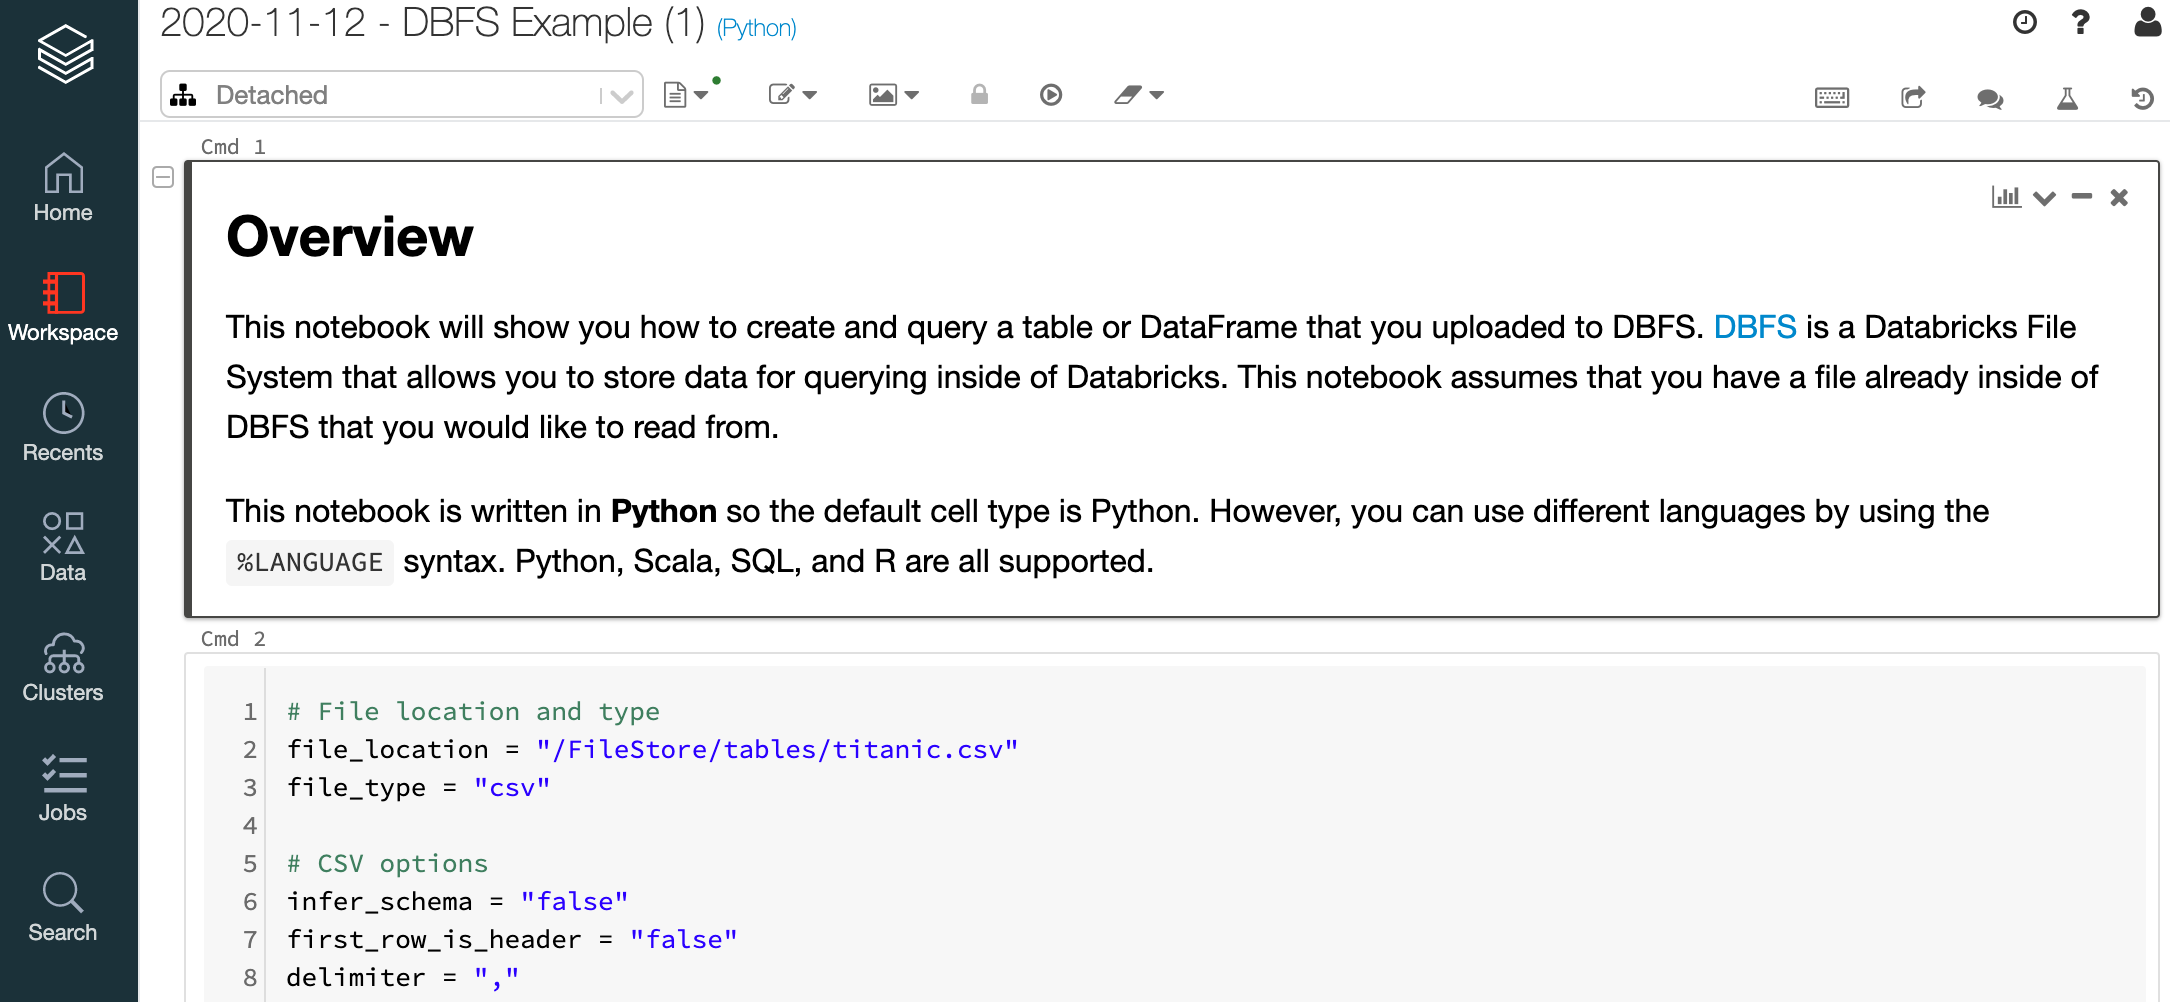 2020-11-12 - DBFS Example (1) (Python)
Detached
Home
Workspace
Recents
Data
Clusters
Jobs
Search
Cmd 1
Overview
This notebook will show you how to create and query a table or DataFrame that you uploaded to DBFS. DBFS is a Databricks File
System that allows you to store data for querying inside of Databricks. This notebook assumes that you have a file already inside of
DBFS that you would like to read from.
This notebook is written in Python so the default cell type is Python. However, you can use different languages by using the
%LANGUAGE syntax. Python, Scala, SQL, and R are all supported.
Cmd 2
1 # File location and type
2 file_location = "/FileStore/tables/titanic.csv"
3 file_type = "csv"
4
5 # CSV options
6 infer_schema = "false"
7 first_row_is_header = "false"
8 delimiter = ","